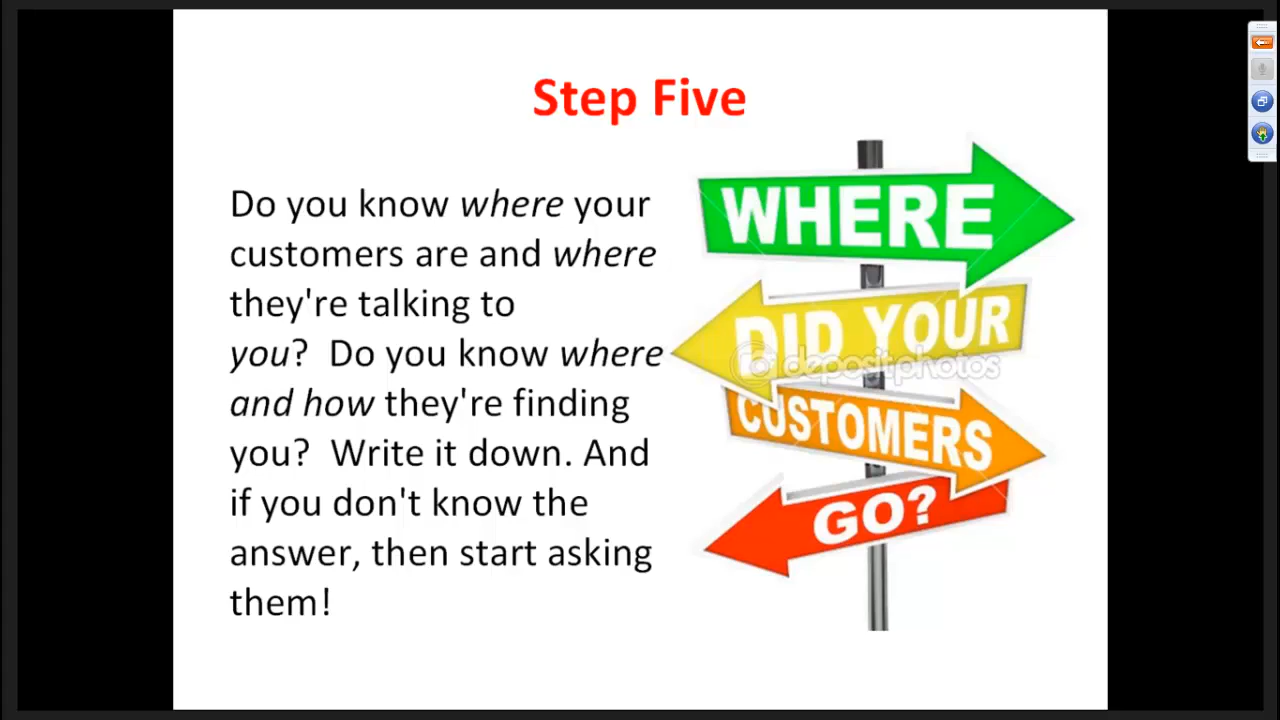 Step Five
Do you know where your
customers are and where
they're talking to
you?  Do you know where
and how they're finding
you?  Write it down. And
if you don't know the
answer, then start asking
them!
WHERE
DID YOUR
depositphotos
CUSTOMERS
GO?